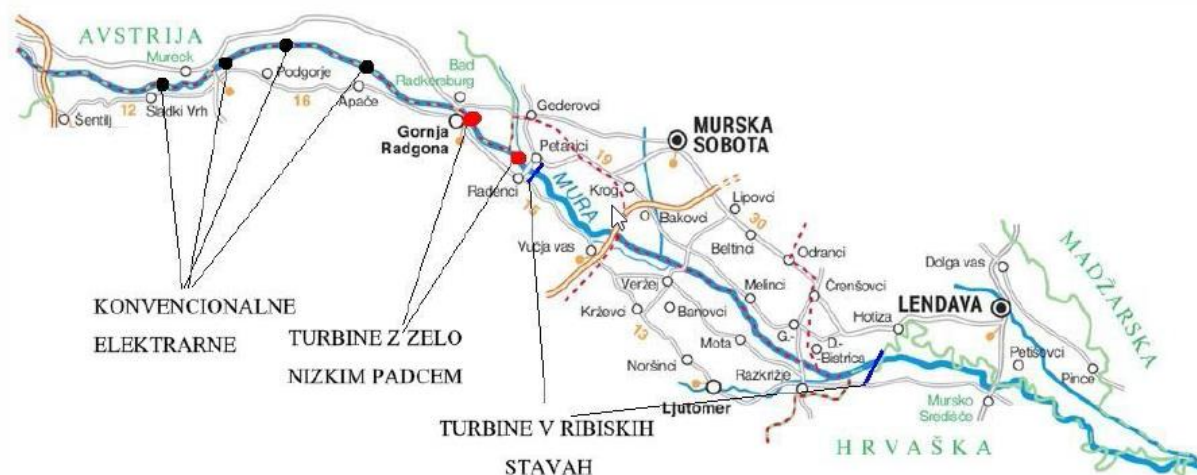 AVSTRIJA
Mureck
Šentilj
12
Sladki Vrh
Podgorje
16
Apače
Bad
Radkersburg
Gornja
Radgona
Gederovci
Petanjci
Radenci
MURSKA
SOBOTA
19
Krog
MURA
Bakovci
Lipovci
30
Beltinci
Odranci
Vučja vas
Veržej
Melinci
Črenšovci
Križevci
13
Banovci
Mota
G.-
D.-
Bistrica
Hotiza
Noršinci
Razkrižje
Ljutomer
Dolga vas
LENDAVA
Petišovci
Pince
Mursko
Središče
MADŽARSKA
HRVAŠKA
KONVENCIONALNE
ELEKTRARNE
TURBINE Z ZELO
NIZKIM PADCEM
TURBINE V RIBISKIH
STAVAH